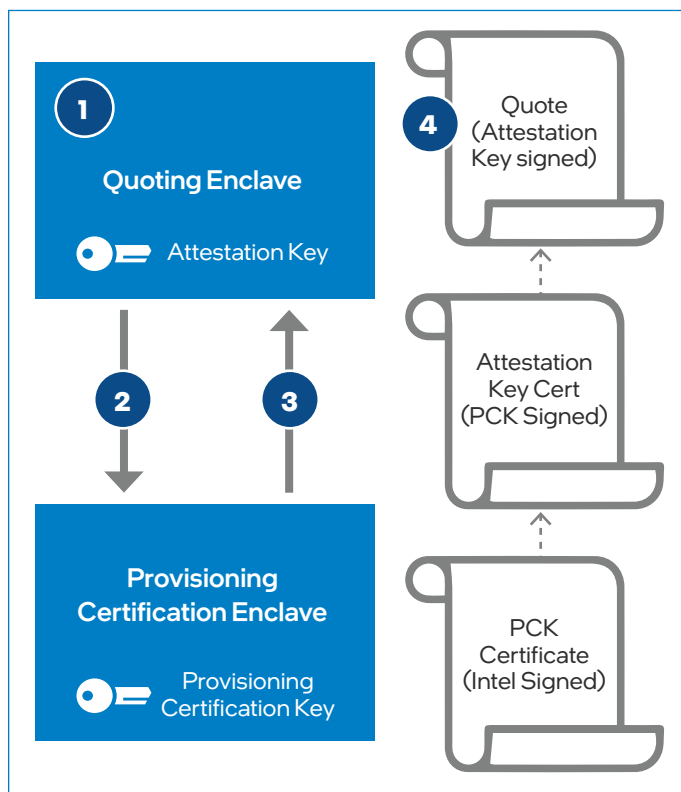 1
Quoting Enclave
Attestation Key
2
3
Provisioning
Certification Enclave
Provisioning
Certification Key
4
Quote
(Attestation
Key signed)
Attestation
Key Cert
(PCK Signed)
PCK
Certificate
(Intel Signed)